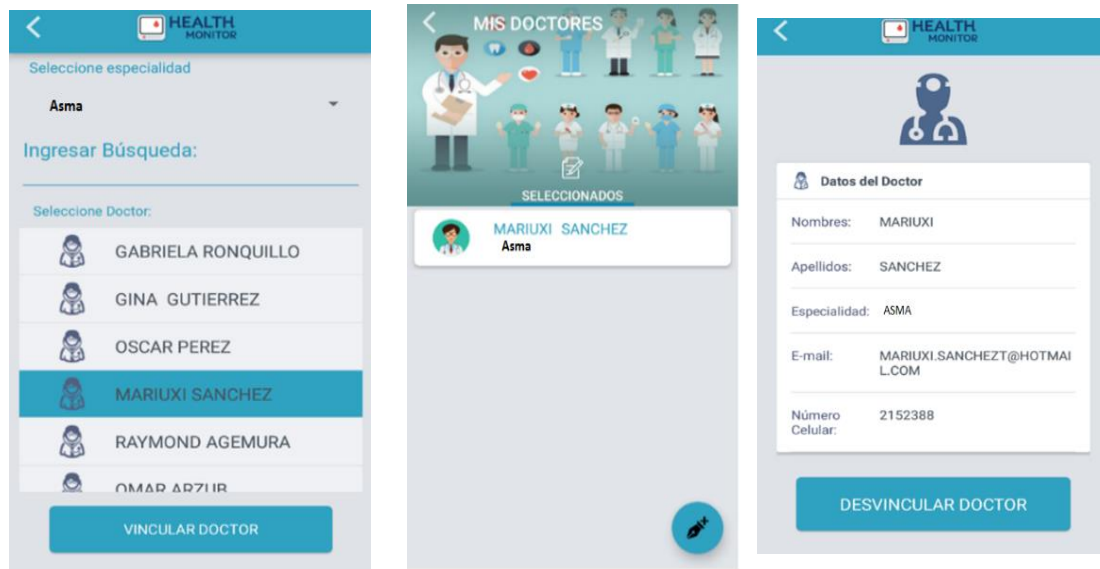 HEALTH
MONITOR
Seleccione especialidad
Asma
Ingresar Búsqueda:
Seleccione Doctor:
GABRIELA RONQUILLO
GINA GUTIERREZ
OSCAR PEREZ
MARIUXI SANCHEZ
RAYMOND AGEMURA
OMAR ARZUB
VINCULAR DOCTOR
MIS DOCTORES
SELECCIONADOS
MARIUXI SANCHEZ
Asma
HEALTH
MONITOR
Datos del Doctor
Nombres: MARIUXI
Apellidos: SANCHEZ
Especialidad: ASMA
E-mail: MARIUXI.SANCHEZT@HOTMAI
L.COM
Número 2152388
Celular:
DESVINCULAR DOCTOR